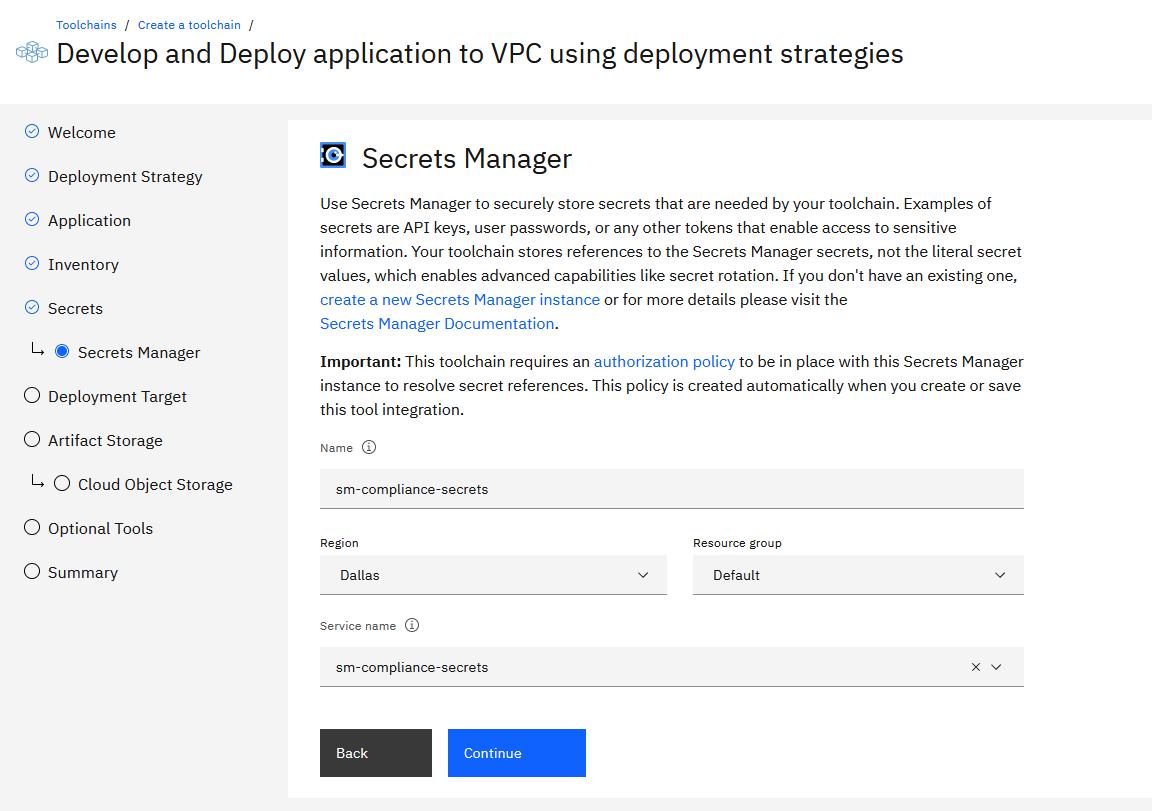 Toolchains / Create a toolchain /
Develop and Deploy application to VPC using deployment strategies
Welcome
Deployment Strategy
Application
Inventory
Secrets
Secrets Manager
Deployment Target
Artifact Storage
Cloud Object Storage
Optional Tools
Summary
Secrets Manager
Use Secrets Manager to securely store secrets that are needed by your toolchain. Examples of
secrets are API keys, user passwords, or any other tokens that enable access to sensitive
information. Your toolchain stores references to the Secrets Manager secrets, not the literal secret
values, which enables advanced capabilities like secret rotation. If you don't have an existing one,
create a new Secrets Manager instance or for more details please visit the
Secrets Manager Documentation.
Important: This toolchain requires an authorization policy to be in place with this Secrets Manager
instance to resolve secret references. This policy is created automatically when you create or save
this tool integration.
Name
sm-compliance-secrets
Region
Resource group
Dallas
Default
Service name
sm-compliance-secrets
Back
Continue